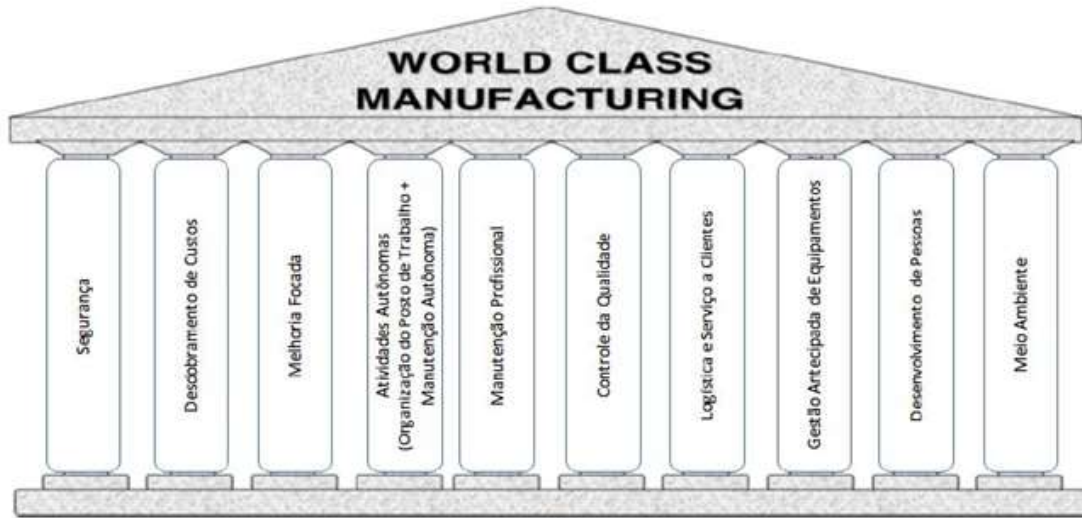 WORLD CLASS
MANUFACTURING
Segurança
Desdobramento de Custos
Melhoria Focada
Atividades Autônomas
(Organização do Posto de Trabalho +
Manutenção Autônoma)
Manutenção Profissional
Controle da Qualidade
Logística e Serviço a Clientes
Gestão Antecipada de Equipamentos
Desenvolvimento de Pessoas
Meio Ambiente